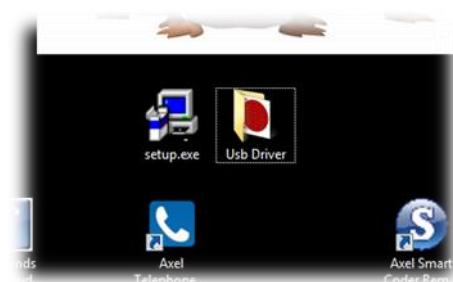 setup.exe
Usb Driver
Axel
Telephone
S
Axel Smart
Coder Rem